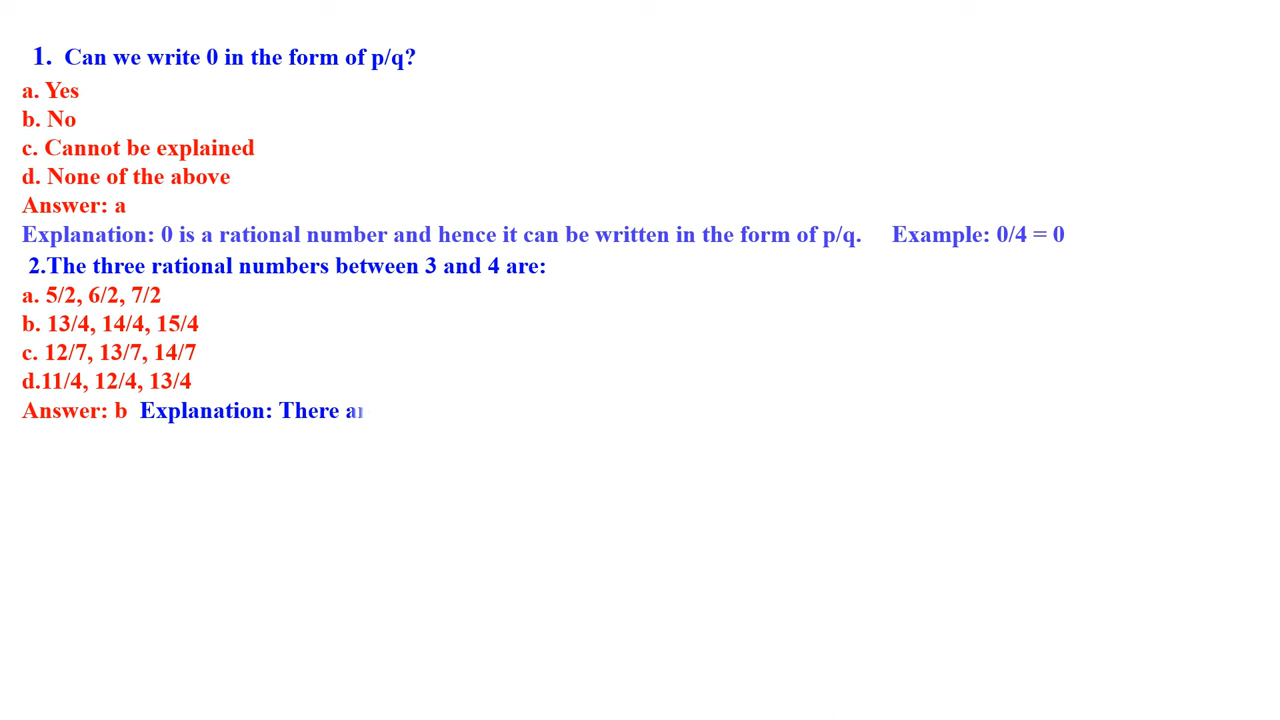 1. Can we write 0 in the form of p/q?
a. Yes
b. No
c. Cannot be explained
d. None of the above
Answer: a
Explanation: 0 is a rational number and hence it can be written in the form of p/q. Example: 0/4 = 0
2.The three rational numbers between 3 and 4 are:
a. 5/2, 6/2, 7/2
b. 13/4, 14/4, 15/4
c. 12/7, 13/7, 14/7
d.11/4, 12/4, 13/4
Answer: b Explanation: There